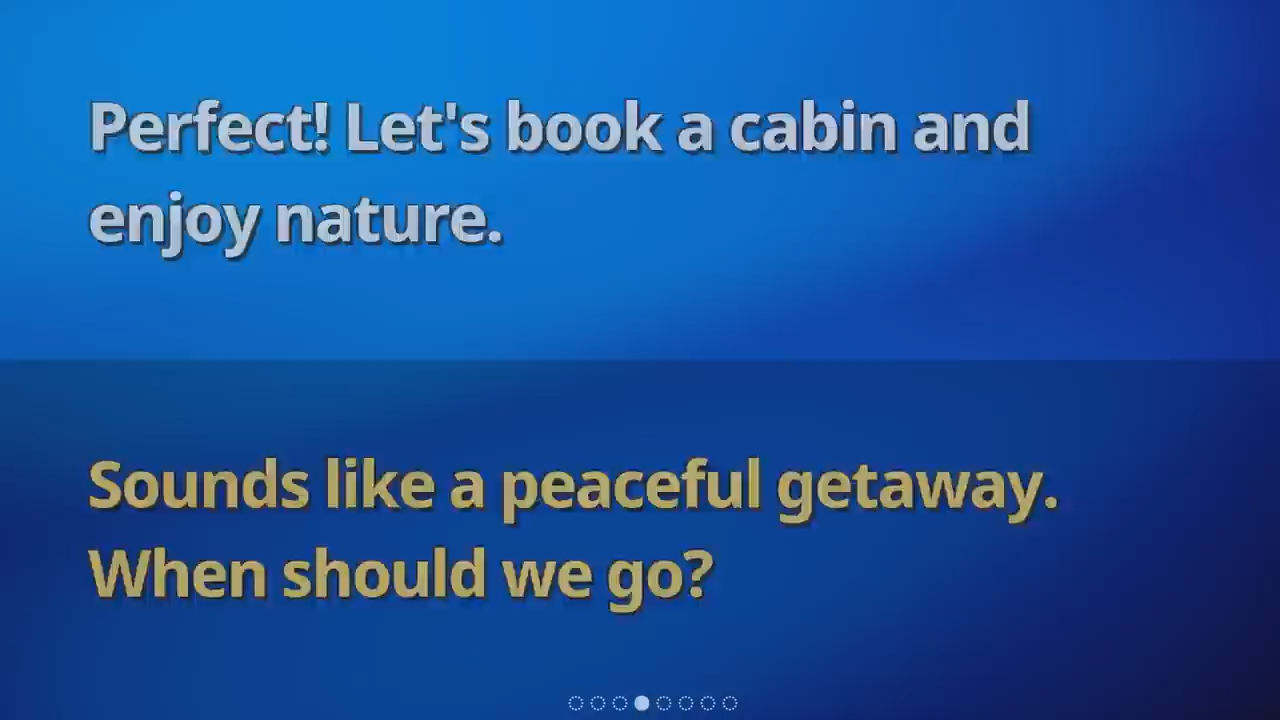 Perfect! Let's book a cabin and
enjoy nature.
Sounds like a peaceful getaway.
When should we go?